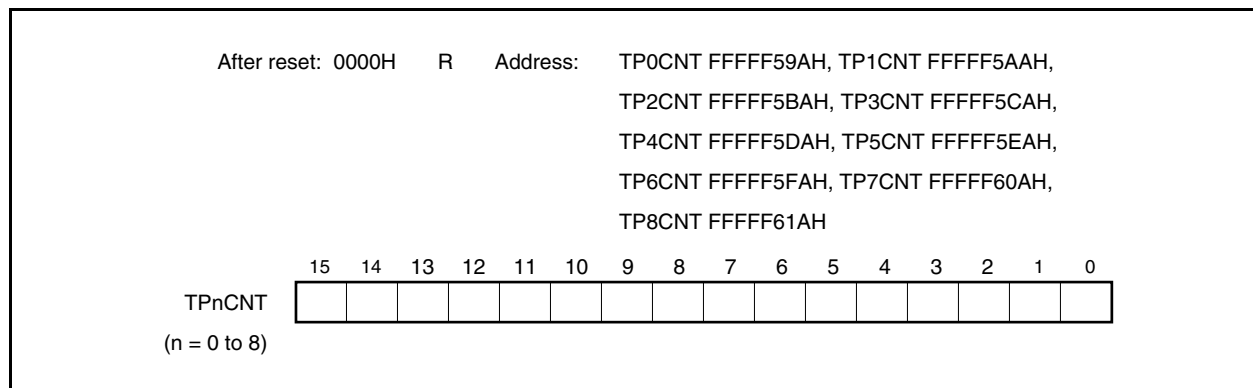 After reset: 0000H R Address: TP0CNT FFFFF59AH, TP1CNT FFFFF5AAH,
TP2CNT FFFFF5BAH, TP3CNT FFFFF5CAH,
TP4CNT FFFFF5DAH, TP5CNT FFFFF5EAH,
TP6CNT FFFFF5FAH, TP7CNT FFFFF60AH,
TP8CNT FFFFF61AH
15 14 13 12 11 10 9 8 7 6 5 4 3 2 1 0
TPnCNT
(n = 0 to 8)